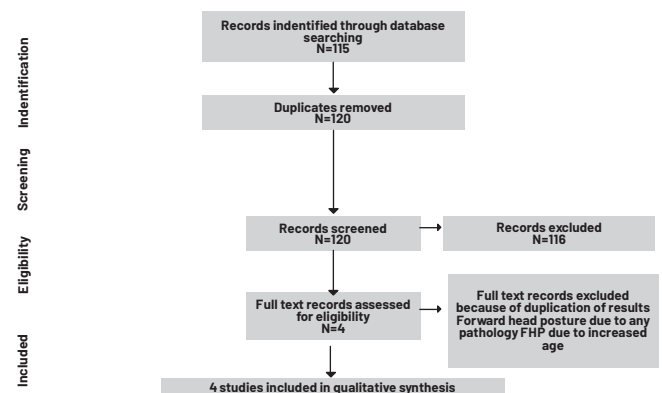 Records indentified through database
searching
N=115
Indentification
Duplicates removed
N=120
Screening
Records screened
N=120
Records excluded
N=116
Eligibility
Full text records assessed
for eligibility
N=4
Full text records excluded
because of duplication of results
Forward head posture due to any
pathology FHP due to increased
age
Included
4 studies included in qualitative synthesis